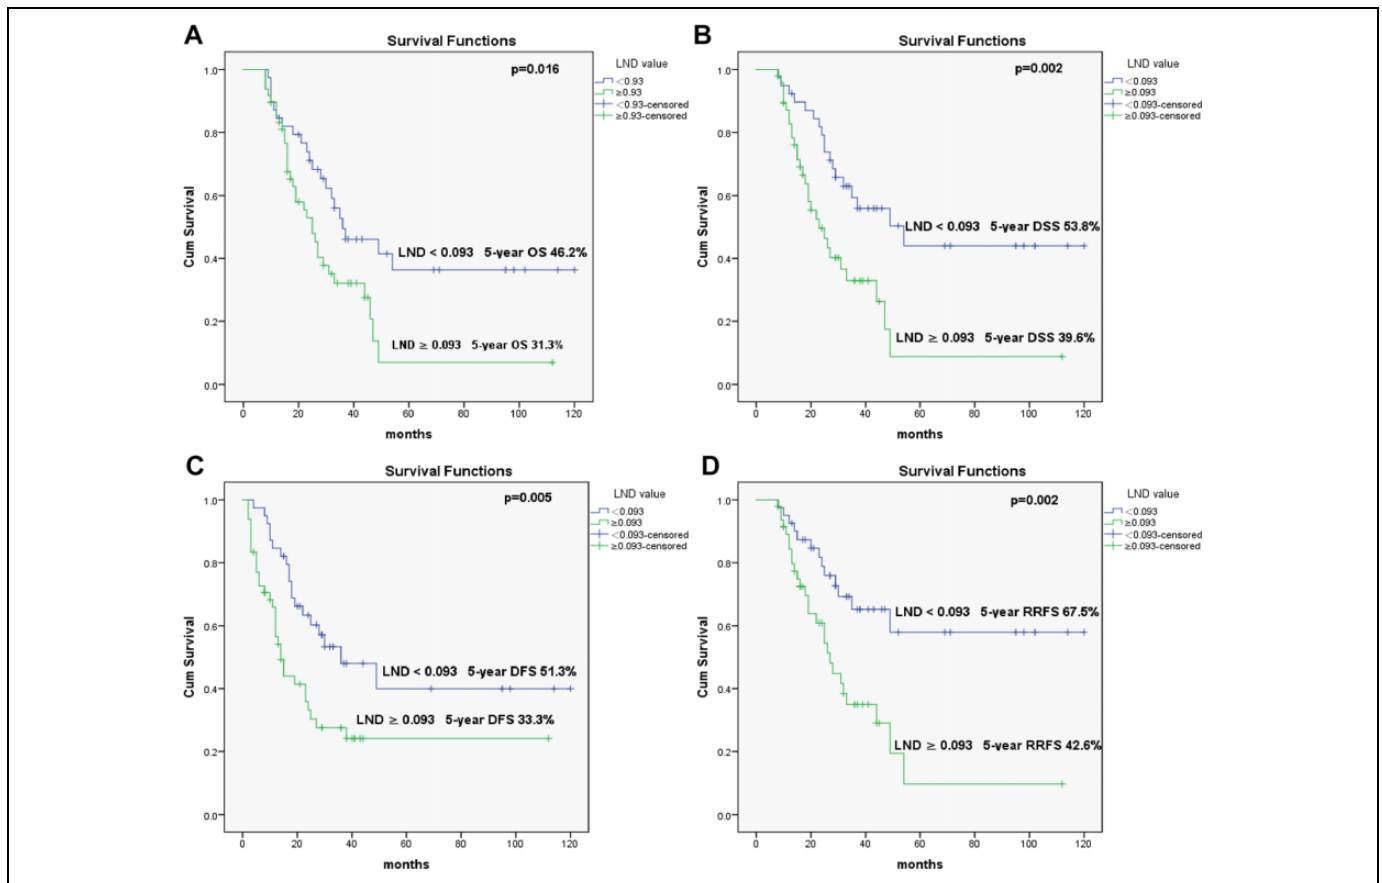 A
Survival Functions
p=0.016
LND value
<0.93
≥0.93
<0.93-censored
≥0.93-censored
1.0
0.8
0.6
0.4
0.2
0.0
Cum Survival
LND < 0.093 5-year OS 46.2%
LND ≥ 0.093 5-year OS 31.3%
0 20 40 60 80 100 120
months
B
Survival Functions
p=0.002
LND value
<0.093
≥0.093
<0.093-censored
≥0.093-censored
1.0
0.8
0.6
0.4
0.2
0.0
Cum Survival
LND < 0.093 5-year DSS 53.8%
LND ≥ 0.093 5-year DSS 39.6%
0 20 40 60 80 100 120
months
C
Survival Functions
p=0.005
LND value
<0.093
≥0.093
<0.093-censored
≥0.093-censored
1.0
0.8
0.6
0.4
0.2
0.0
Cum Survival
LND < 0.093 5-year DFS 51.3%
LND ≥ 0.093 5-year DFS 33.3%
0 20 40 60 80 100 120
months
D
Survival Functions
p=0.002
LND value
<0.093
≥0.093
<0.093-censored
≥0.093-censored
1.0
0.8
0.6
0.4
0.2
0.0
Cum Survival
LND < 0.093 5-year RRFS 67.5%
LND ≥ 0.093 5-year RRFS 42.6%
0 20 40 60 80 100 120
months